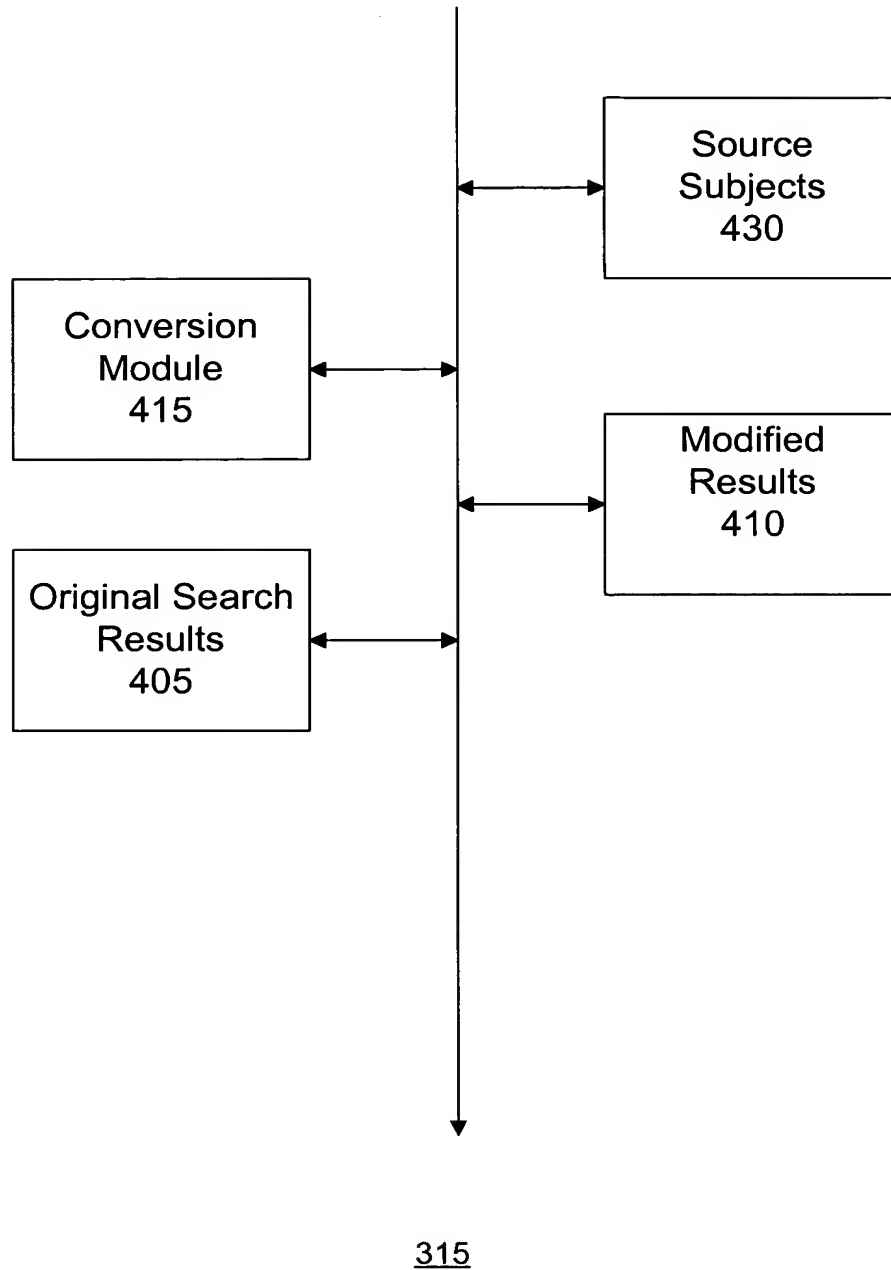 Source
Subjects
430
Conversion
Module
415
Modified
Results
410
Original Search
Results
405
315